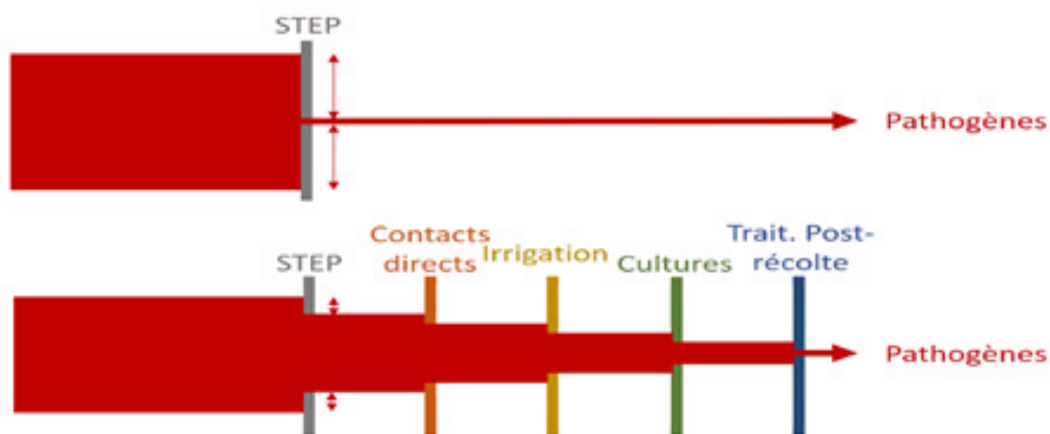 STEP
Pathogènes
STEP
Contacts
directs
Irrigation
Cultures
Trait. Post-
récolte
Pathogènes